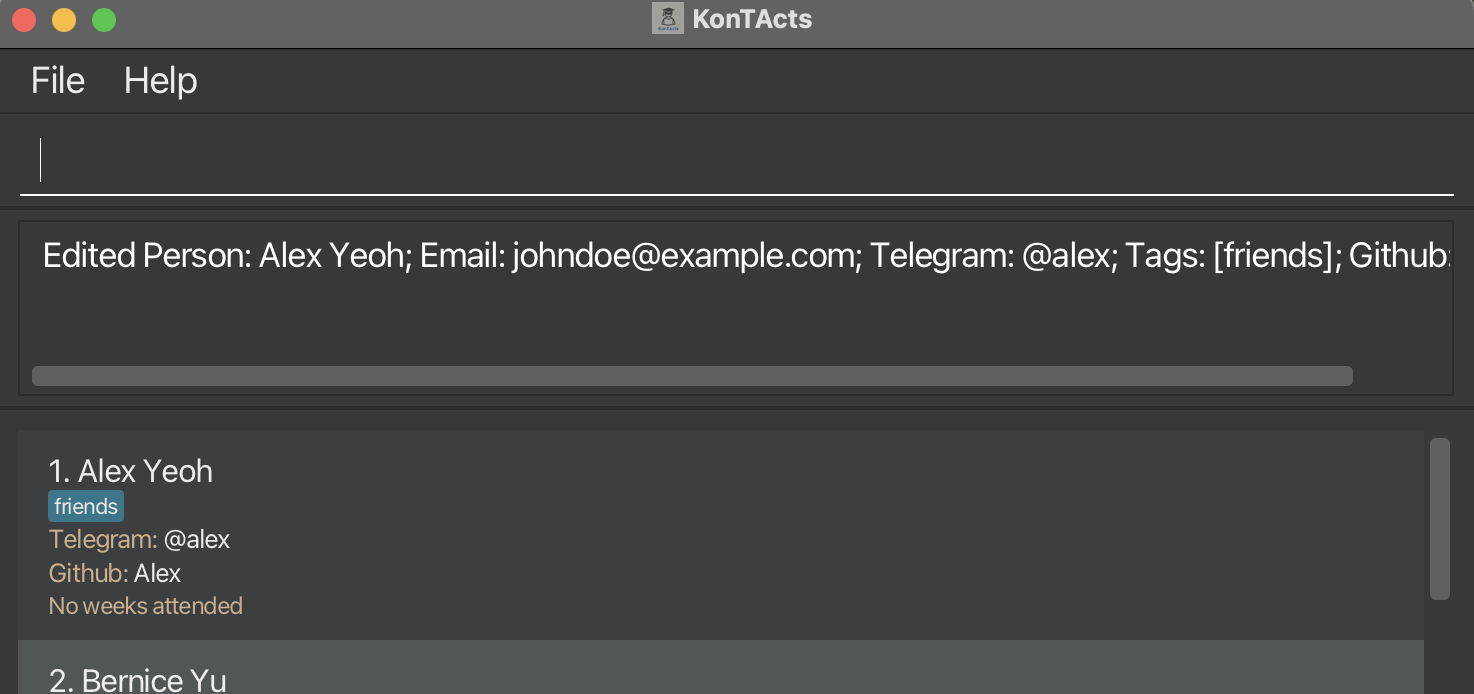 KonTActs
File Help
Edited Person: Alex Yeoh; Email: johndoe@example.com; Telegram: @alex; Tags: [friends]; Github:
1. Alex Yeoh
friends
Telegram: @alex
Github: Alex
No weeks attended
2. Bernice Yu